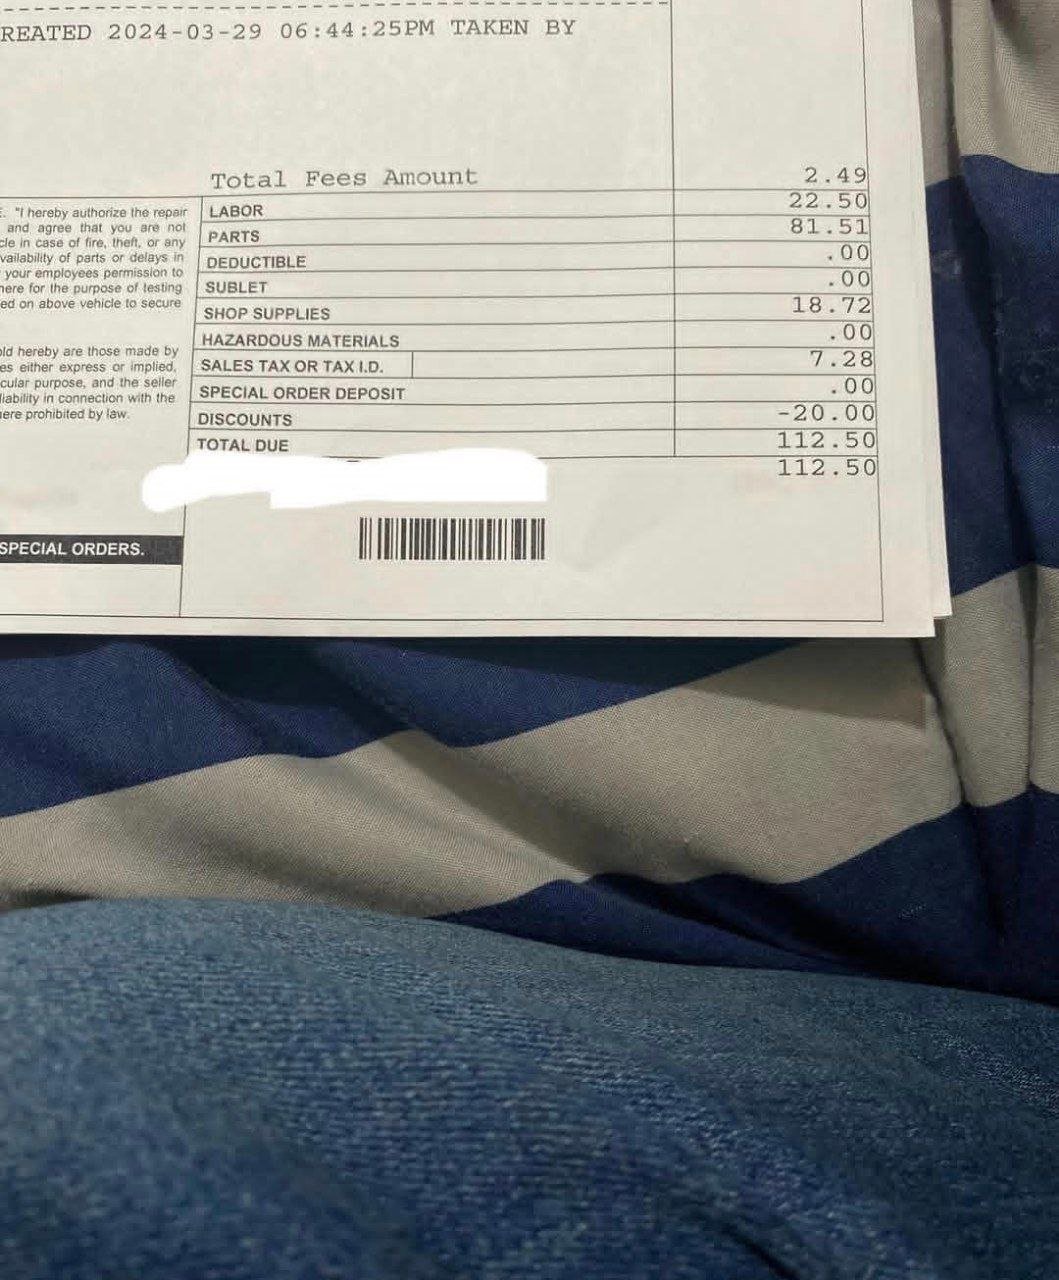 REATED 2024-03-29 06:44:25PM TAKEN BY
Total Fees Amount 2.49
E. "I hereby authorize the repair
and agree that you are not
cle in case of fire, theft, or any
vailability of parts or delays in
your employees permission to
here for the purpose of testing
ed on above vehicle to secure
old hereby are those made by
es either express or implied,
cular purpose, and the seller
liability in connection with the
ere prohibited by law.
SPECIAL ORDERS.
LABOR 22.50
PARTS 81.51
DEDUCTIBLE .00
SUBLET .00
SHOP SUPPLIES 18.72
HAZARDOUS MATERIALS .00
SALES TAX OR TAX I.D. 7.28
SPECIAL ORDER DEPOSIT .00
DISCOUNTS -20.00
TOTAL DUE 112.50
112.50